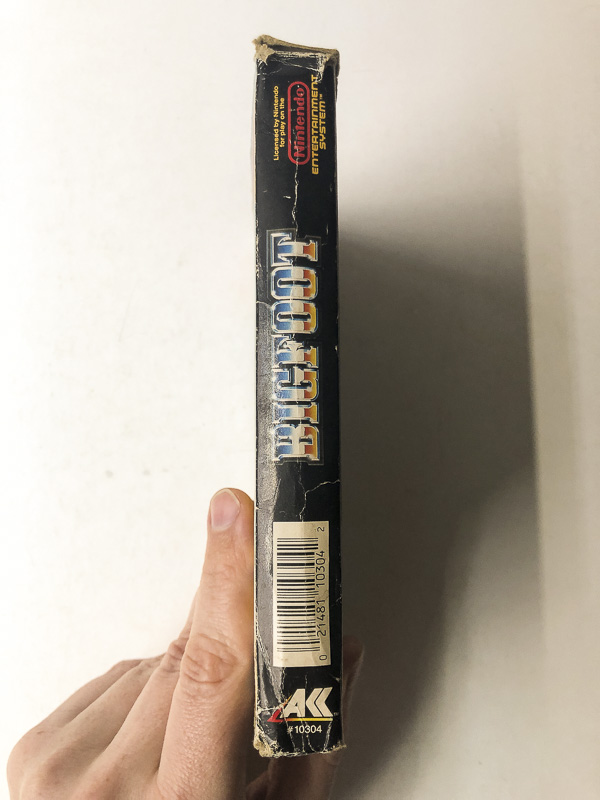 Licensed by Nintendo
for play on the
Nintendo
ENTERTAINMENT
SYSTEM™
BIGFOOT
0 21481 10304 2
AKK
#10304